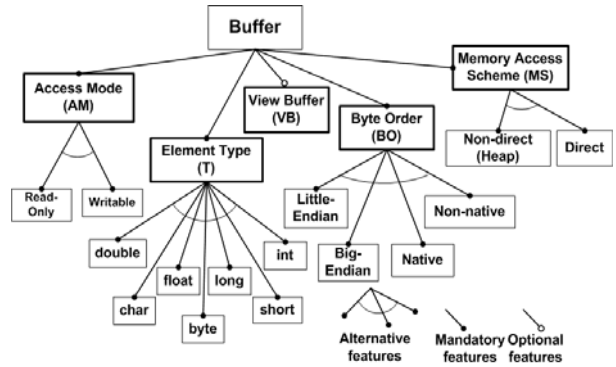 Buffer
Access Mode
(AM)
Element Type
(T)
View Buffer
(VB)
Byte Order
(BO)
Memory Access
Scheme (MS)
Read-
Only
Writable
double
char
float
byte
long
short
int
Little-
Endian
Big-
Endian
Native
Non-native
Non-direct
(Heap)
Direct
Alternative
features
Mandatory
features
Optional
features